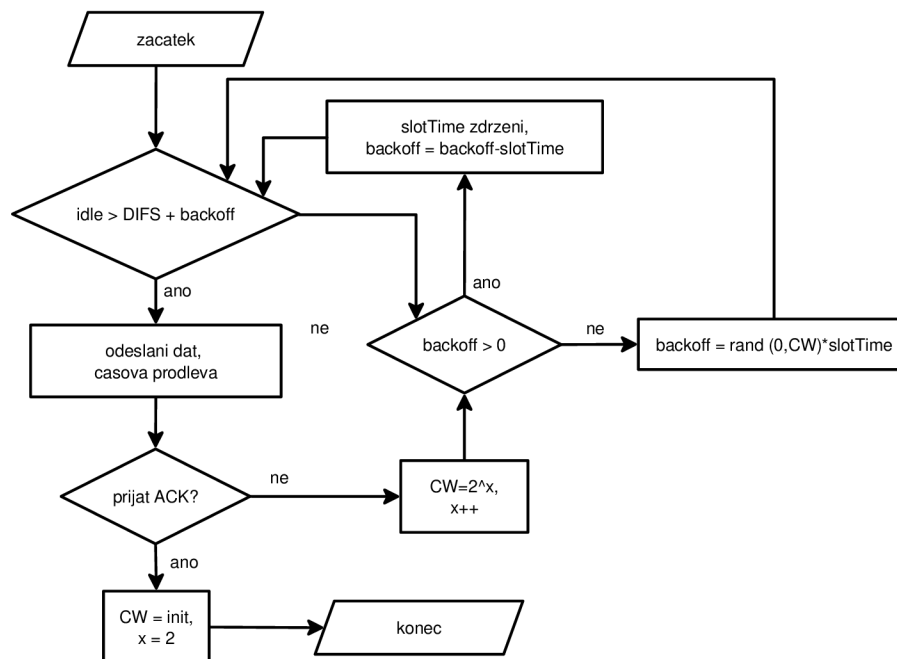 zacatek
slotTime zdrzeni,
backoff = backoff-slotTime
idle > DIFS + backoff
ano
ano
ne
ne
odeslani dat,
casova prodleva
backoff > 0
backoff = rand (0,CW)*slotTime
prijat ACK?
ne
CW=2^x,
x++
ano
CW = init,
x = 2
konec